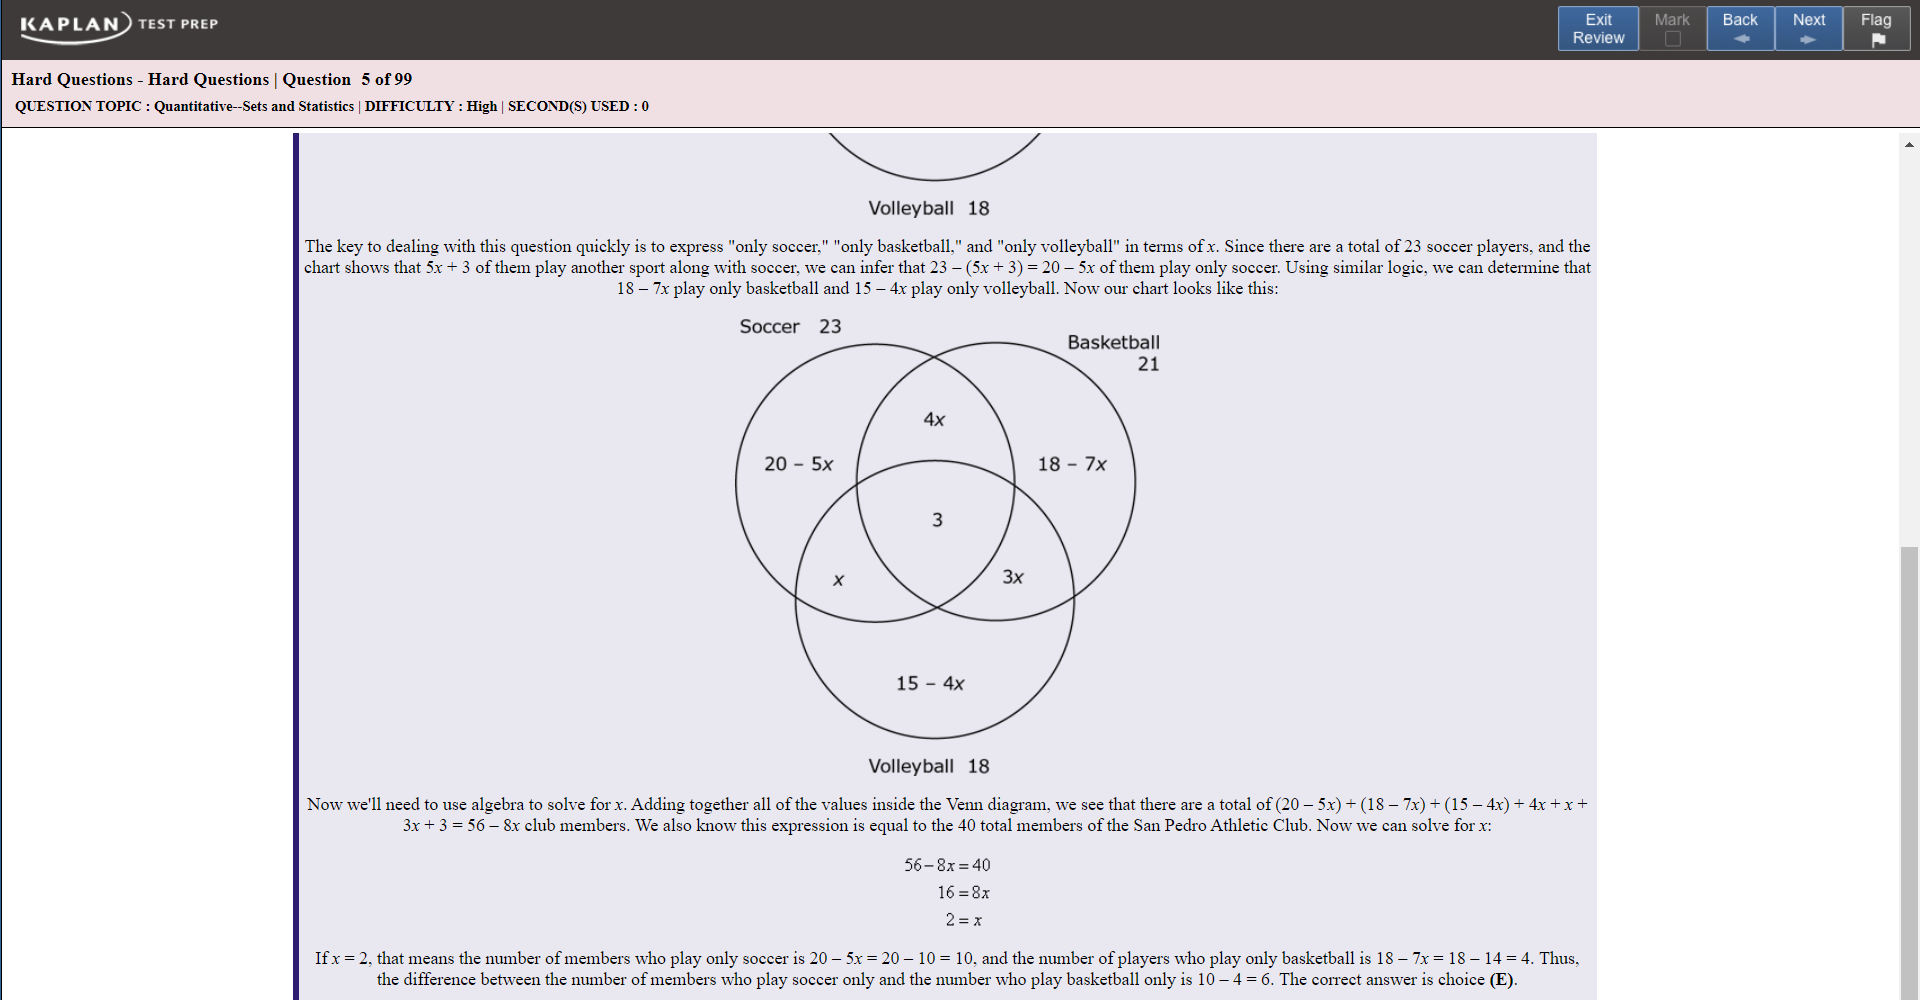 KAPLAN TEST PREP
Exit Review
Mark
Back
Next
Flag
Hard Questions - Hard Questions | Question 5 of 99
QUESTION TOPIC : Quantitative--Sets and Statistics | DIFFICULTY : High | SECOND(S) USED : 0
Volleyball 18
The key to dealing with this question quickly is to express "only soccer," "only basketball," and "only volleyball" in terms of x. Since there are a total of 23 soccer players, and the
chart shows that 5x + 3 of them play another sport along with soccer, we can infer that 23 – (5x + 3) = 20 – 5x of them play only soccer. Using similar logic, we can determine that
18 – 7x play only basketball and 15 – 4x play only volleyball. Now our chart looks like this:
Soccer 23
Basketball
21
4x
20 – 5x
18 – 7x
3
x
3x
15 – 4x
Volleyball 18
Now we'll need to use algebra to solve for x. Adding together all of the values inside the Venn diagram, we see that there are a total of (20 – 5x) + (18 – 7x) + (15 – 4x) + 4x + x +
3x + 3 = 56 – 8x club members. We also know this expression is equal to the 40 total members of the San Pedro Athletic Club. Now we can solve for x:
56 – 8x = 40
16 = 8x
2 = x
If x = 2, that means the number of members who play only soccer is 20 – 5x = 20 – 10 = 10, and the number of players who play only basketball is 18 – 7x = 18 – 14 = 4. Thus,
the difference between the number of members who play soccer only and the number who play basketball only is 10 – 4 = 6. The correct answer is choice (E).